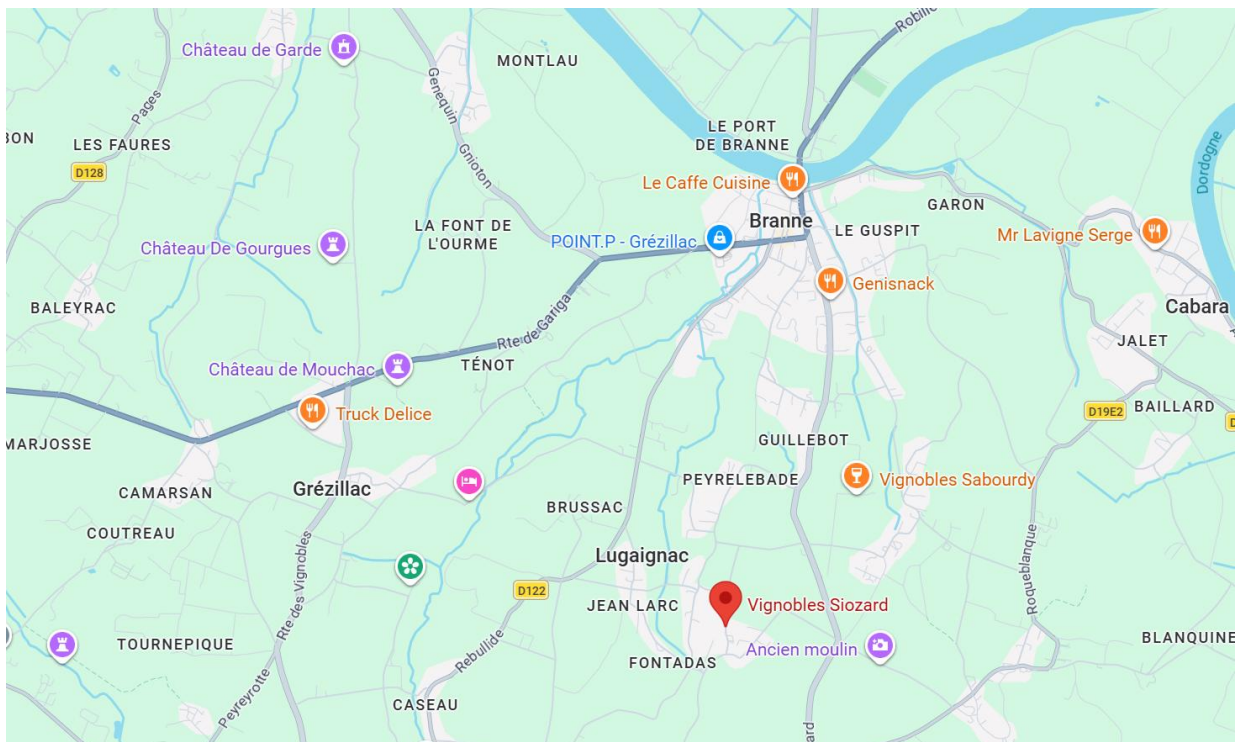 Robille
Château de Garde
MONTLAU
Genequin
Pages
LE PORT
DE BRANNE
BON
LES FAURES
Gnioton
Dordogne
D128
Le Caffe Cuisine
GARON
LA FONT DE
L'OURME
Branne
LE GUSPIT
Mr Lavigne Serge
Château De Gourgues
POINT.P - Grézillac
Genisnack
BALEYRAC
Cabara
Rte de Gariga
JALET
Château de Mouchac
TÉNOT
Truck Delice
D19E2
BAILLARD
D
MARJOSSE
GUILLEBOT
Grézillac
CAMARSAN
PEYRELEBADE
Vignobles Sabourdy
BRUSSAC
COUTREAU
Lugaignac
Roqueblanque
Rte des Vignobles
D122
JEAN LARC
Vignobles Siozard
TOURNEPIQUE
Rebullide
FONTADAS
Ancien moulin
BLANQUINE
Peyreyrotte
CASEAU
ard